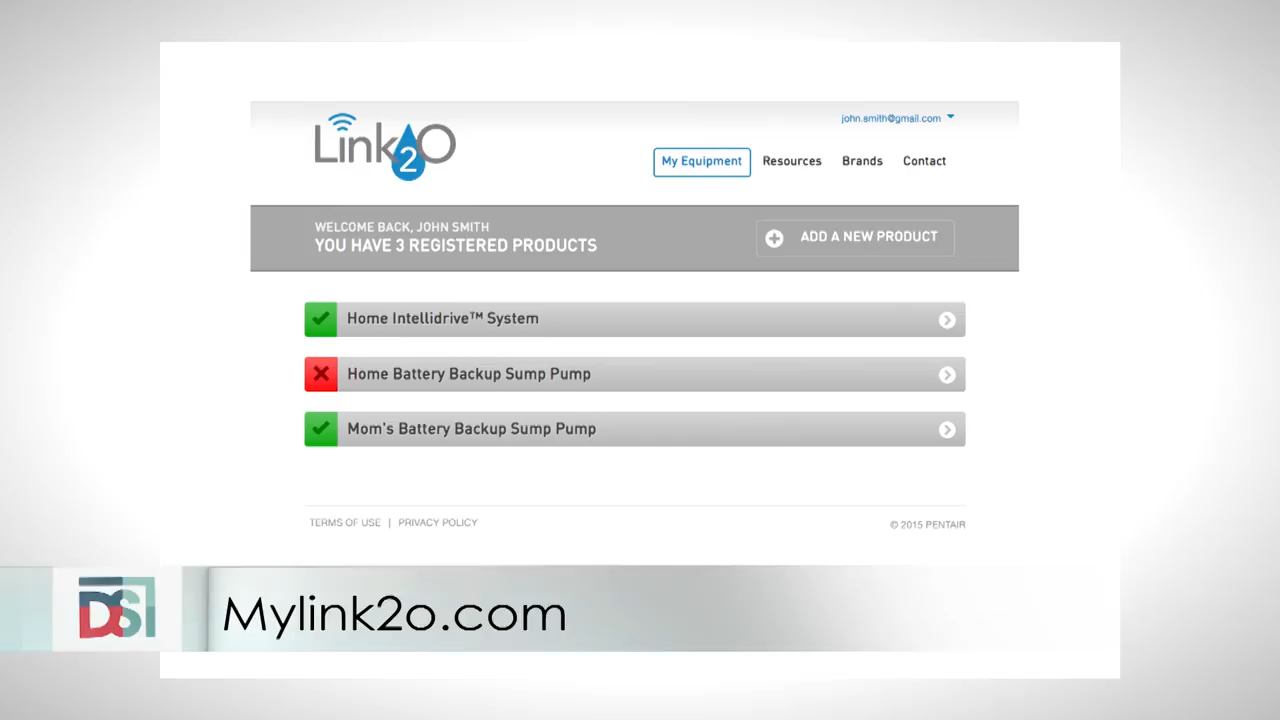 Link2O
john.smith@gmail.com
My Equipment Resources Brands Contact
WELCOME BACK, JOHN SMITH
YOU HAVE 3 REGISTERED PRODUCTS
ADD A NEW PRODUCT
Home Intellidrive™ System
Home Battery Backup Sump Pump
Mom's Battery Backup Sump Pump
TERMS OF USE | PRIVACY POLICY
© 2015 PENTAIR
DSI
Mylink2o.com